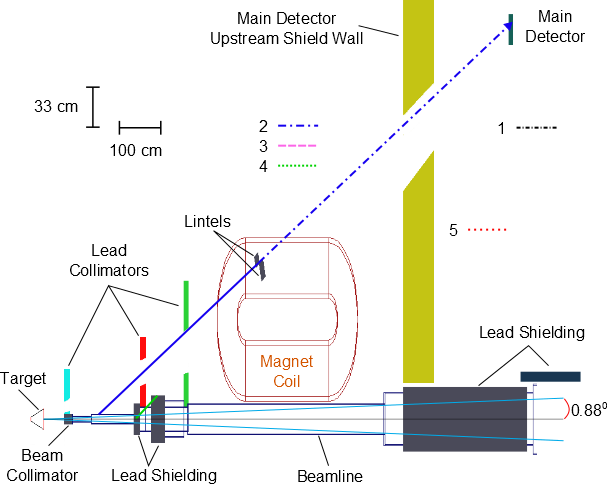 Main Detector
Upstream Shield Wall
Main
Detector
33 cm
100 cm
2
3
4
1
5
Lintels
Lead
Collimators
Magnet
Coil
Lead Shielding
Target
0.88⁰
Beam
Collimator
Lead Shielding
Beamline